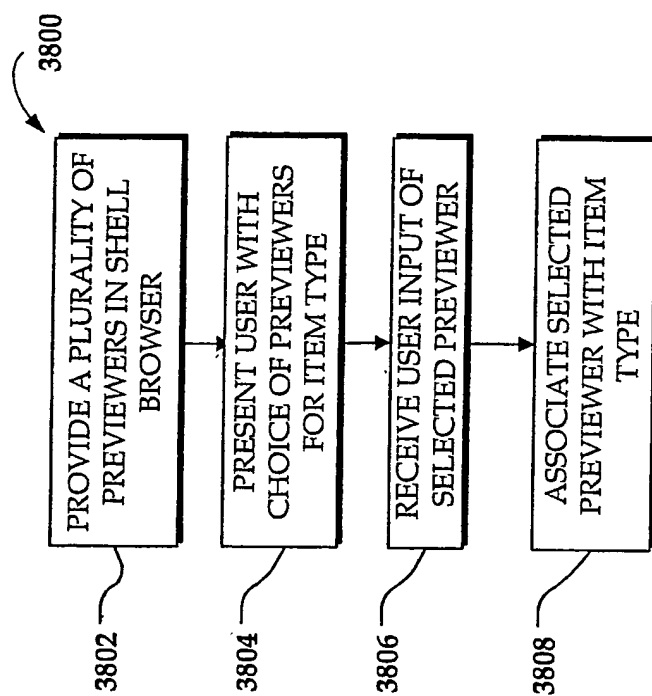 3800
PROVIDE A PLURALITY OF
PREVIEWERS IN SHELL
BROWSER
3802
PRESENT USER WITH
CHOICE OF PREVIEWERS
FOR ITEM TYPE
3804
RECEIVE USER INPUT OF
SELECTED PREVIEWER
3806
ASSOCIATE SELECTED
PREVIEWER WITH ITEM
TYPE
3808